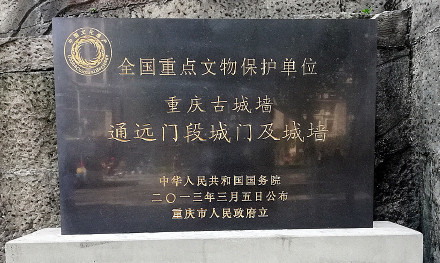 全国重点文物保护单位
重庆古城墙
通远门段城门及城墙
中华人民共和国国务院
二〇一三年三月五日公布
重庆市人民政府立